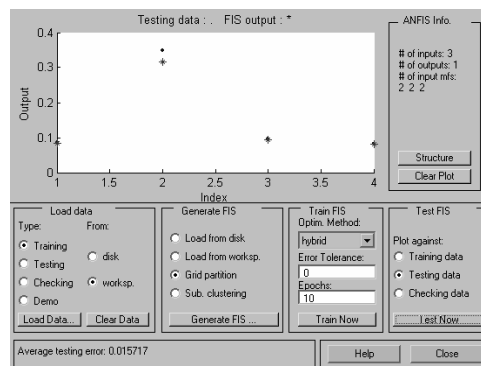 Testing data : .   FIS output : *
0.4
0.3
0.2
0.1
0
Output
1 1.5 2 2.5 3 3.5 4
Index
ANFIS Info.
# of inputs: 3
# of outputs: 1
# of input mfs:
2 2 2
Structure
Clear Plot
Load data
Type: From:
Training
Testing
Checking
Demo
disk
worksp.
Load Data... Clear Data
Generate FIS
Load from disk
Load from worksp.
Grid partition
Sub. clustering
Generate FIS ...
Train FIS
Optim. Method:
hybrid
Error Tolerance:
0
Epochs:
10
Train Now
Test FIS
Plot against:
Training data
Testing data
Checking data
Test Now
Average testing error: 0.015717
Help Close